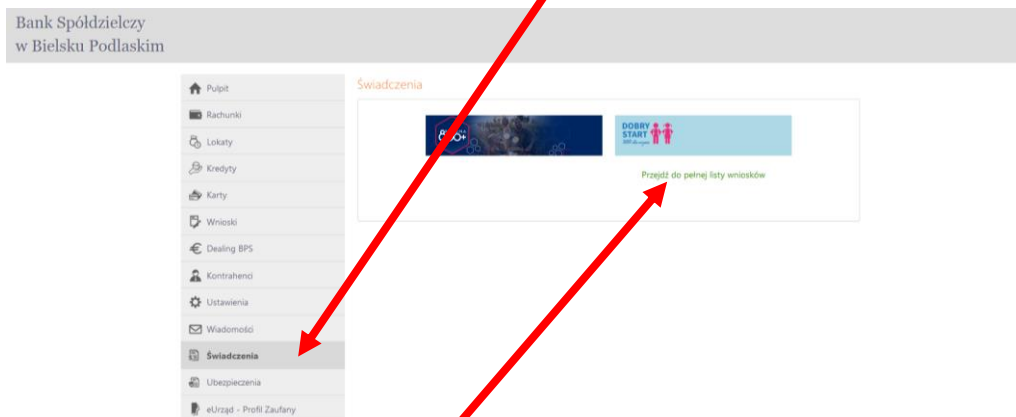 Bank Spółdzielczy
w Bielsku Podlaskim
Pulpit
Rachunki
Lokaty
Kredyty
Karty
Wnioski
Dealing BPS
Kontrahenci
Ustawienia
Wiadomości
Świadczenia
Ubezpieczenia
eUrząd - Profil Zaufany
Świadczenia
DOBRY
START
Przejdź do pełnej listy wniosków